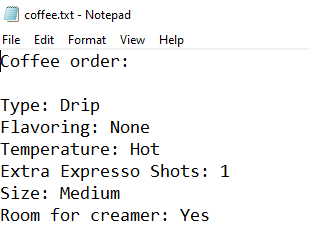 coffee.txt - Notepad
File Edit Format View Help
Coffee order:
Type: Drip
Flavoring: None
Temperature: Hot
Extra Expresso Shots: 1
Size: Medium
Room for creamer: Yes